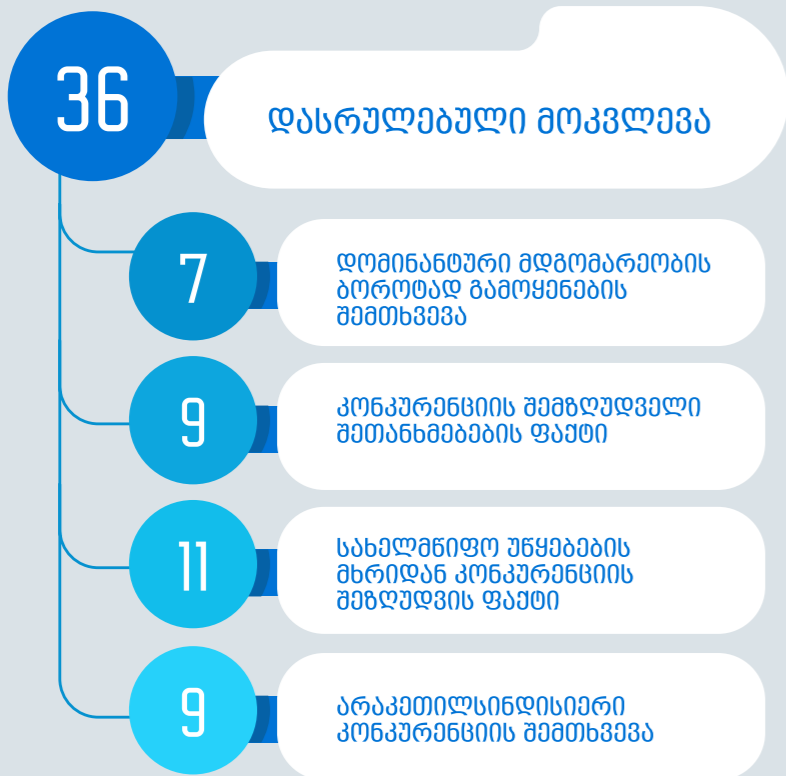 36
დასრულებული მოკვლევა
7
დომინანტური მდგომარეობის
ბოროტად გამოყენების
შემთხვევა
9
კონკურენციის შემზღუდველი
შეთანხმებების ფაქტი
11
სახელმწიფო უწყებების
მხრიდან კონკურენციის
შეზღუდვის ფაქტი
9
არაკეთილსინდისიერი
კონკურენციის შემთხვევა